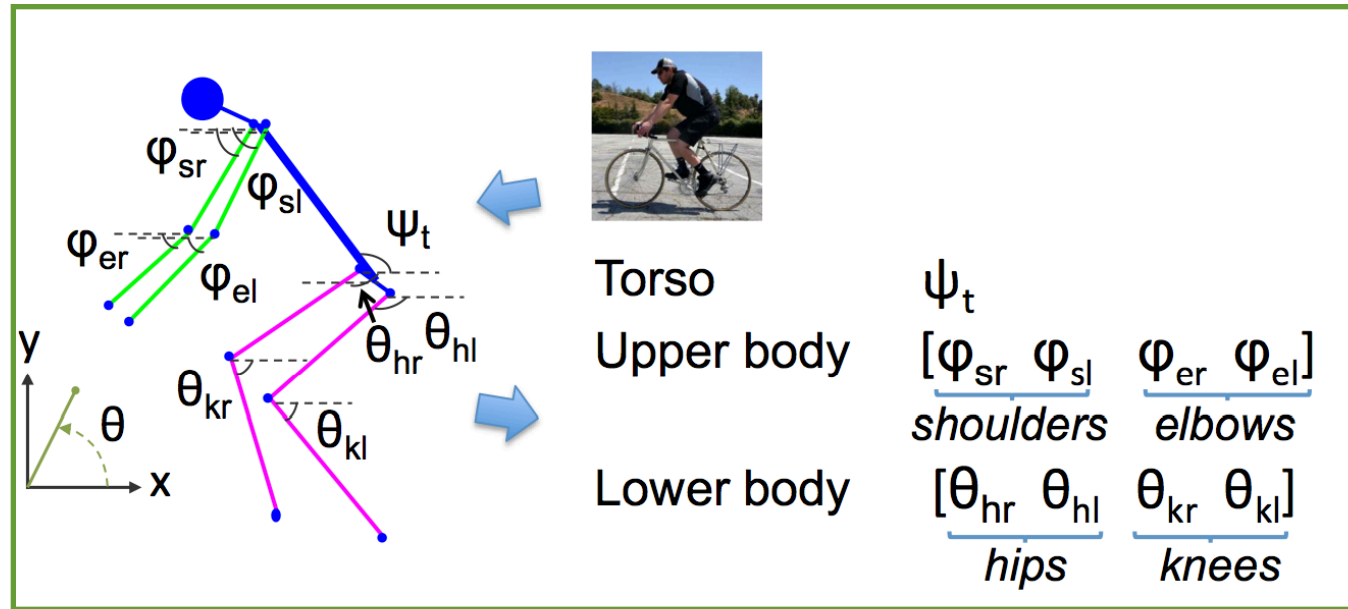 φsr
φsl
φer
φel
ψt
θhr θhl
θkr
θkl
y
θ
x
Torso ψt
Upper body [φsr φsl φer φel]
shoulders elbows
Lower body [θhr θhl θkr θkl]
hips knees